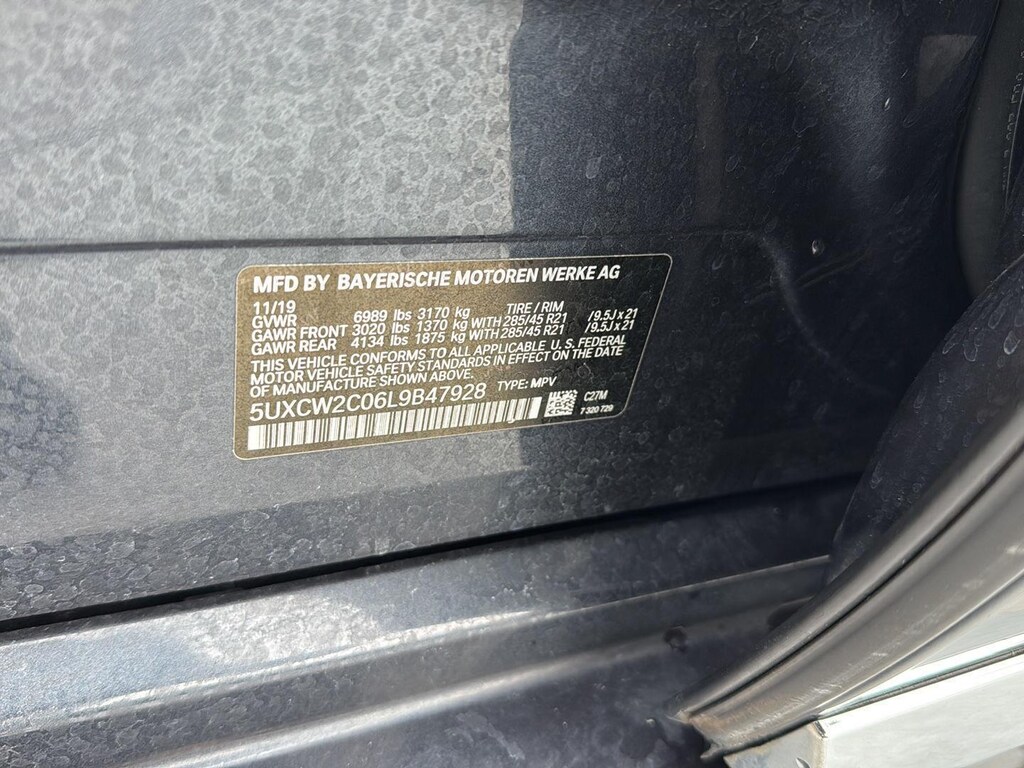 MFD BY BAYERISCHE MOTOREN WERKE AG
11/19 TIRE / RIM
GVWR 6989 lbs 3170 kg
GAWR FRONT 3020 lbs 1370 kg WITH 285/45 R21 /9.5J x 21
GAWR REAR 4134 lbs 1875 kg WITH 285/45 R21 /9.5J x 21
THIS VEHICLE CONFORMS TO ALL APPLICABLE U. S. FEDERAL
MOTOR VEHICLE SAFETY STANDARDS IN EFFECT ON THE DATE
OF MANUFACTURE SHOWN ABOVE.
5UXCW2C06L9B47928 TYPE: MPV
C27M
7 320 729